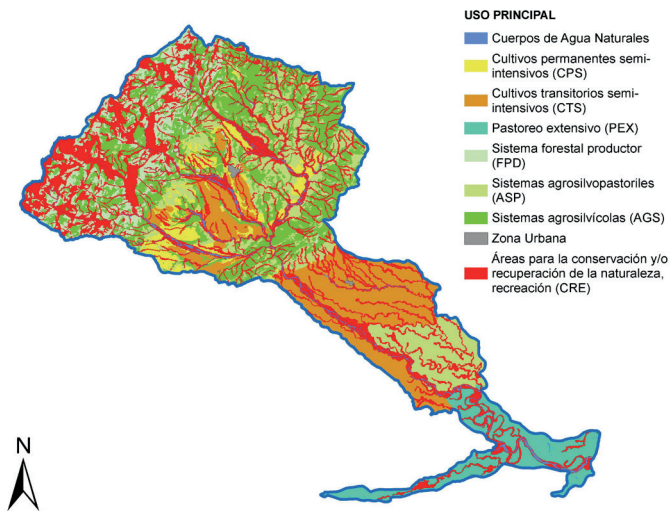 USO PRINCIPAL
Cuerpos de Agua Naturales
Cultivos permanentes semi-
intensivos (CPS)
Cultivos transitorios semi-
intensivos (CTS)
Pastoreo extensivo (PEX)
Sistema forestal productor
(FPD)
Sistemas agrosilvopastoriles
(ASP)
Sistemas agrosilvícolas (AGS)
Zona Urbana
Áreas para la conservación y/o
recuperación de la naturaleza,
recreación (CRE)
N